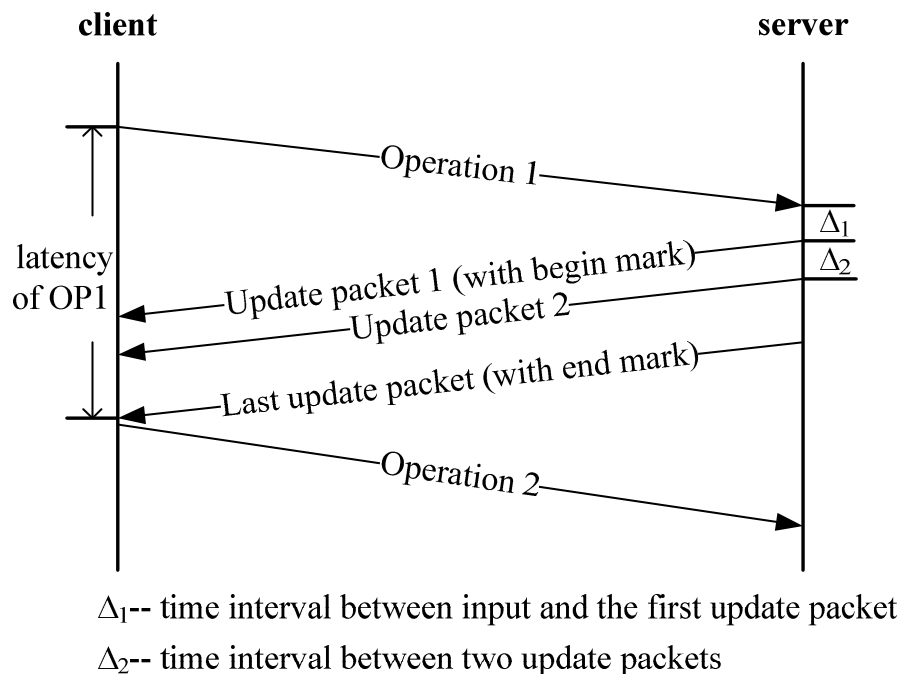 client
server
Operation 1
Δ1
latency
of OP1
Δ2
Update packet 1 (with begin mark)
Update packet 2
Last update packet (with end mark)
Operation 2
Δ1-- time interval between input and the first update packet
Δ2-- time interval between two update packets